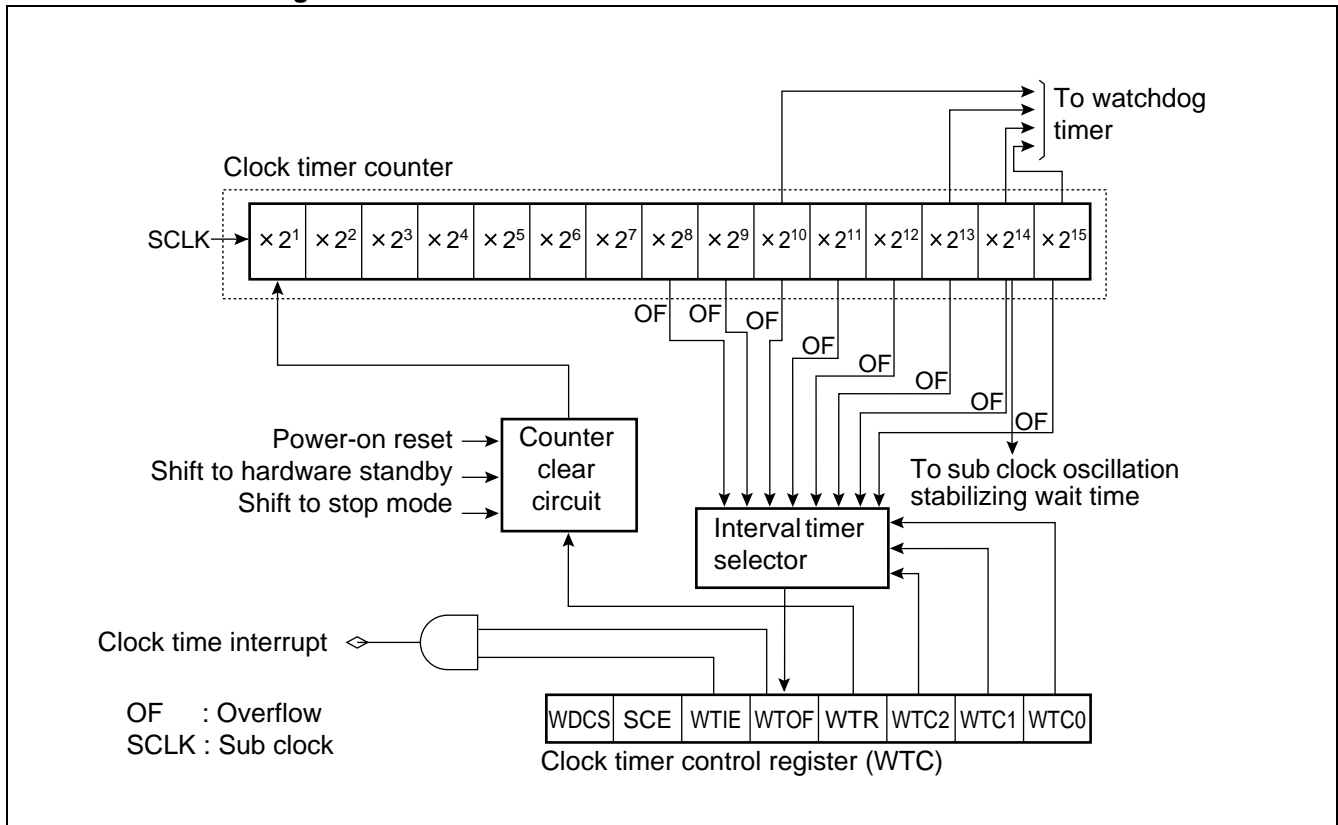 To watchdog
timer
Clock timer counter
SCLK
× 2¹ × 2² × 2³ × 2⁴ × 2⁵ × 2⁶ × 2⁷ × 2⁸ × 2⁹ × 2¹⁰ × 2¹¹ × 2¹² × 2¹³ × 2¹⁴ × 2¹⁵
OF OF OF
OF
OF
OF
OF
OF
Power-on reset
Shift to hardware standby
Shift to stop mode
Counter
clear
circuit
To sub clock oscillation
stabilizing wait time
Interval timer
selector
Clock time interrupt
OF : Overflow
SCLK : Sub clock
WDCS SCE WTIE WTOF WTR WTC2 WTC1 WTC0
Clock timer control register (WTC)